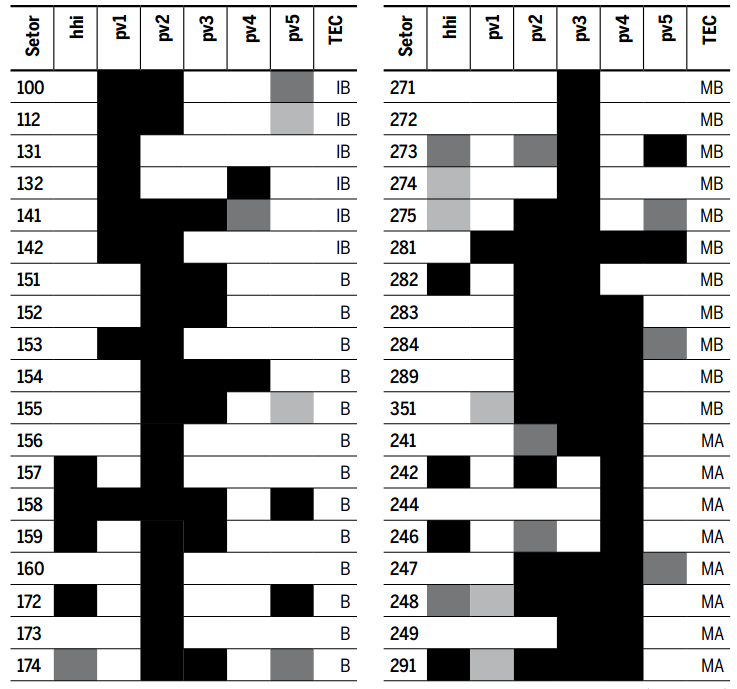 Setor hhi pv1 pv2 pv3 pv4 pv5 TEC
100 IB
112 IB
131 IB
132 IB
141 IB
142 IB
151 B
152 B
153 B
154 B
155 B
156 B
157 B
158 B
159 B
160 B
172 B
173 B
174 B
Setor hhi pv1 pv2 pv3 pv4 pv5 TEC
271 MB
272 MB
273 MB
274 MB
275 MB
281 MB
282 MB
283 MB
284 MB
289 MB
351 MB
241 MA
242 MA
244 MA
246 MA
247 MA
248 MA
249 MA
291 MA